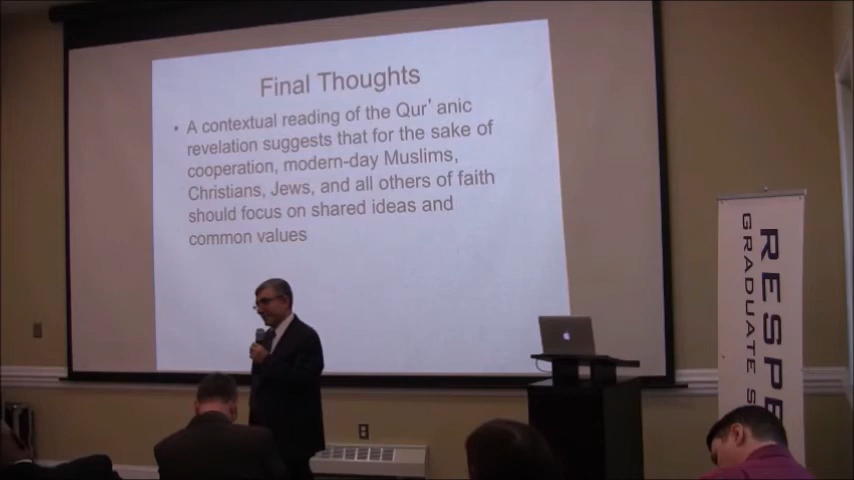 Final Thoughts
• A contextual reading of the Qur'anic
revelation suggests that for the sake of
cooperation, modern-day Muslims,
Christians, Jews, and all others of faith
should focus on shared ideas and
common values
RESPE
GRADUATE S